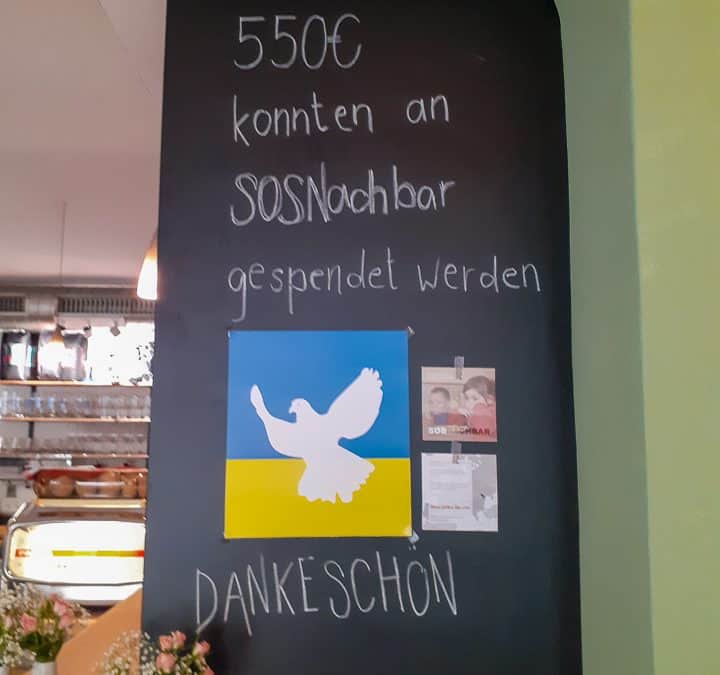 550€
konnten an
SOSNachbar
gespendet werden
DANKESCHÖN